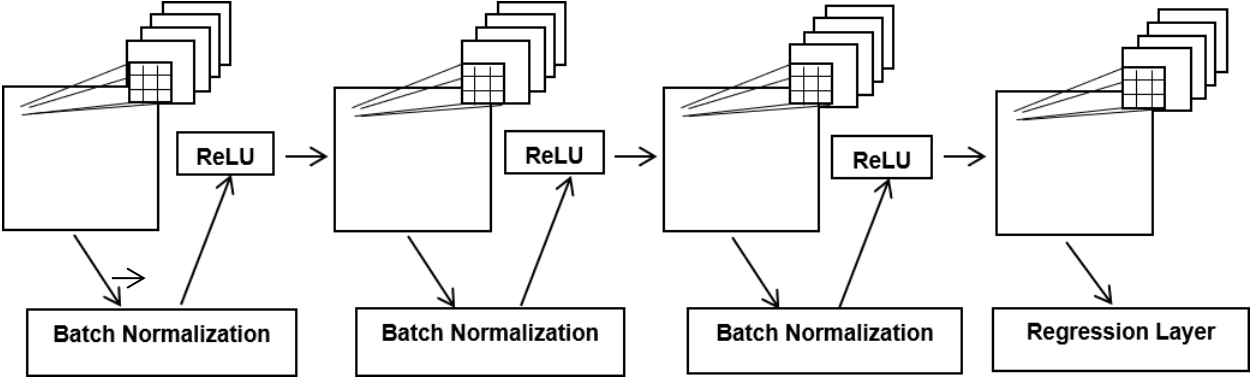 ReLU
ReLU
ReLU
Batch Normalization
Batch Normalization
Batch Normalization
Regression Layer